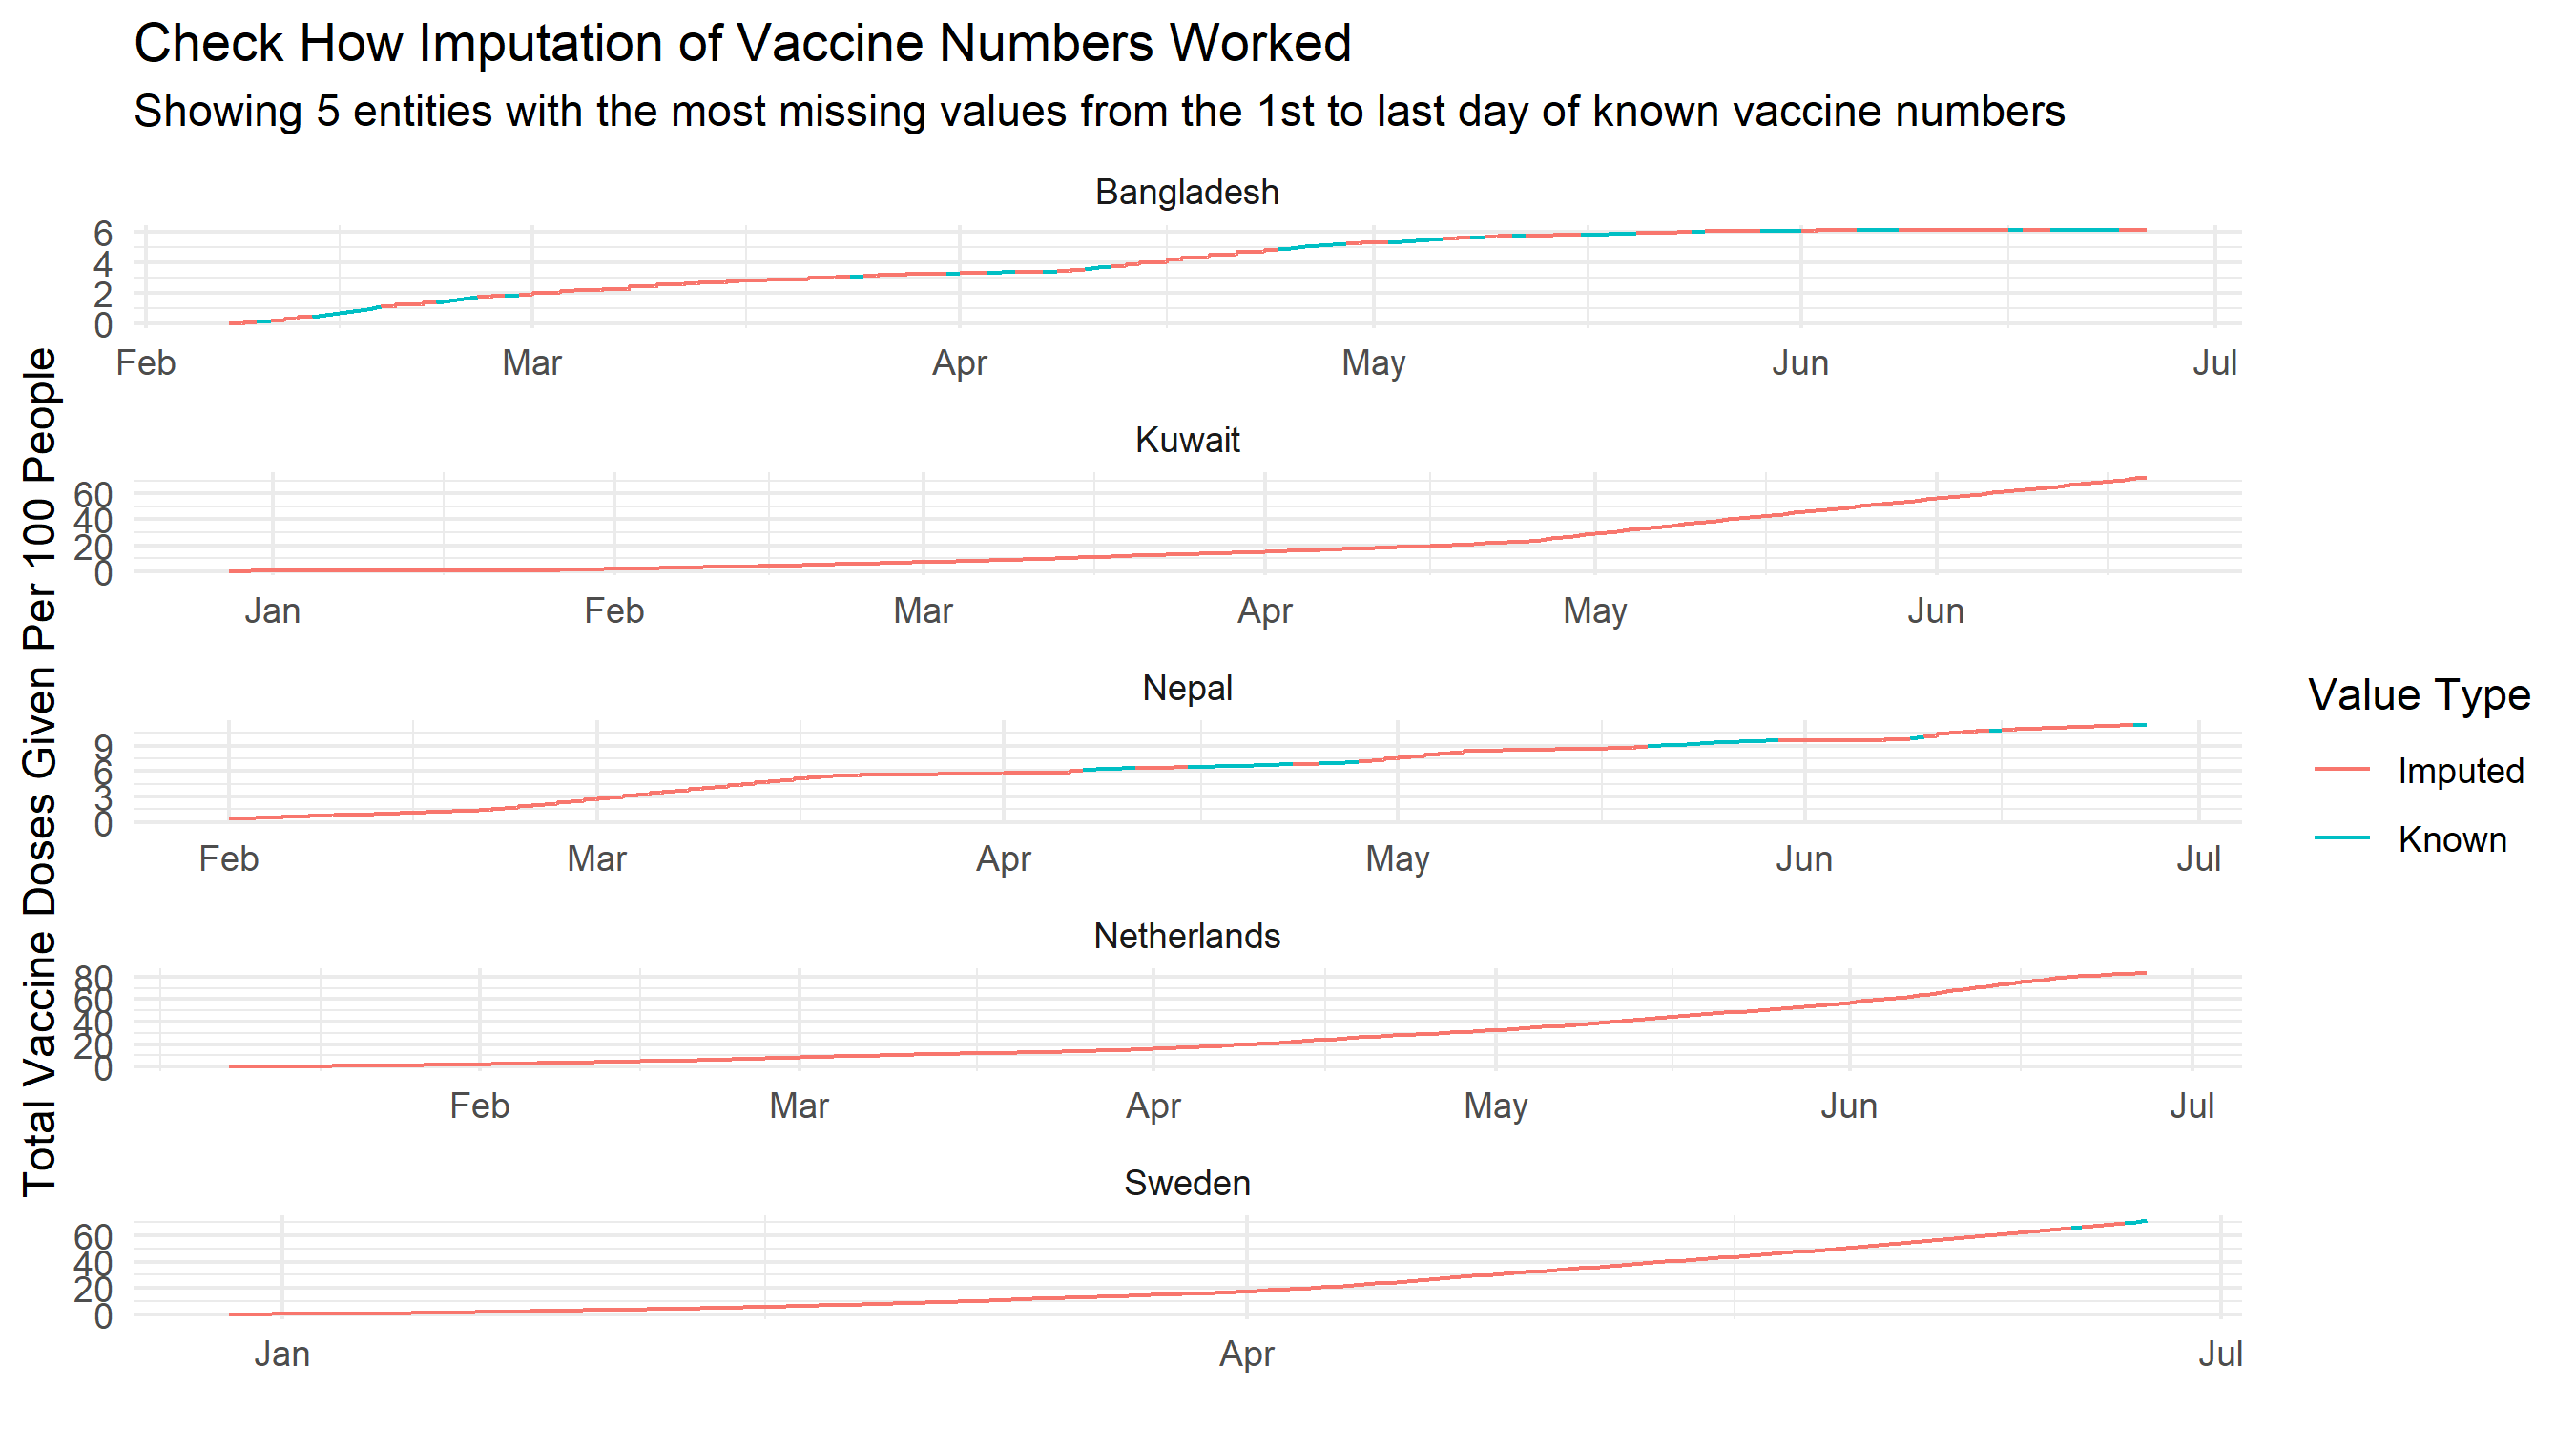 Check How Imputation of Vaccine Numbers Worked
Showing 5 entities with the most missing values from the 1st to last day of known vaccine numbers
Total Vaccine Doses Given Per 100 People
Bangladesh
6
4
2
0
Feb Mar Apr May Jun Jul
Kuwait
60
40
20
0
Jan Feb Mar Apr May Jun
Nepal
9
6
3
0
Feb Mar Apr May Jun Jul
Netherlands
80
60
40
20
0
Feb Mar Apr May Jun Jul
Sweden
60
40
20
0
Jan Apr Jul
Value Type
Imputed
Known